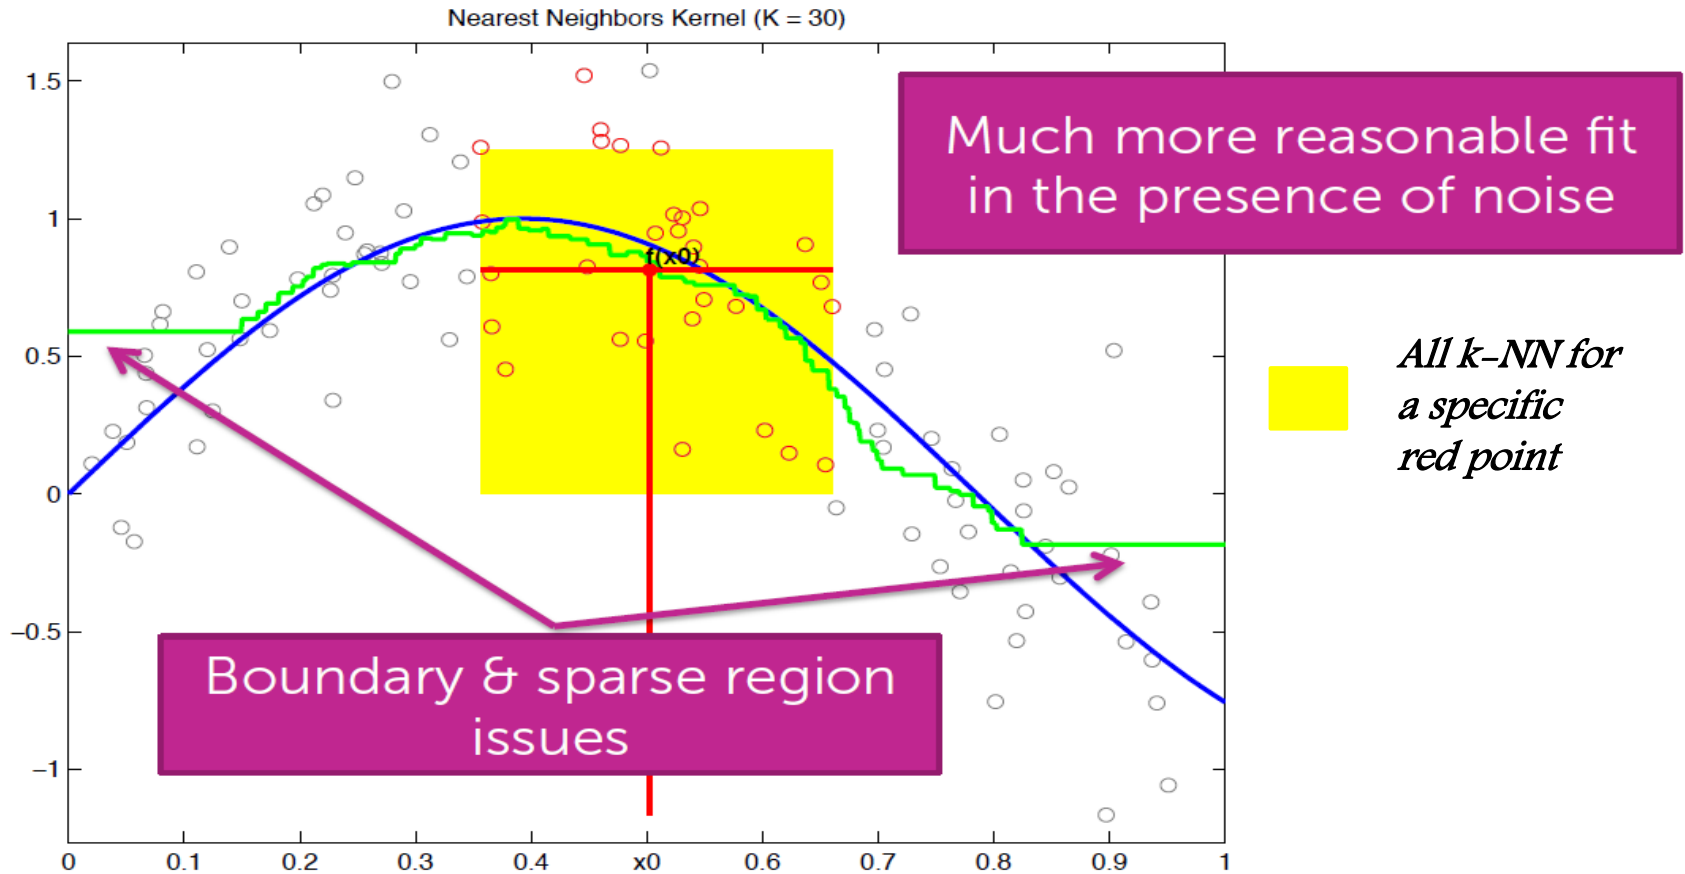 Nearest Neighbors Kernel (K = 30)
1.5
1
0.5
0
−0.5
−1
Much more reasonable fit
in the presence of noise
f(x0)
All k-NN for
a specific
red point
Boundary & sparse region
issues
0 0.1 0.2 0.3 0.4 x0 0.6 0.7 0.8 0.9 1